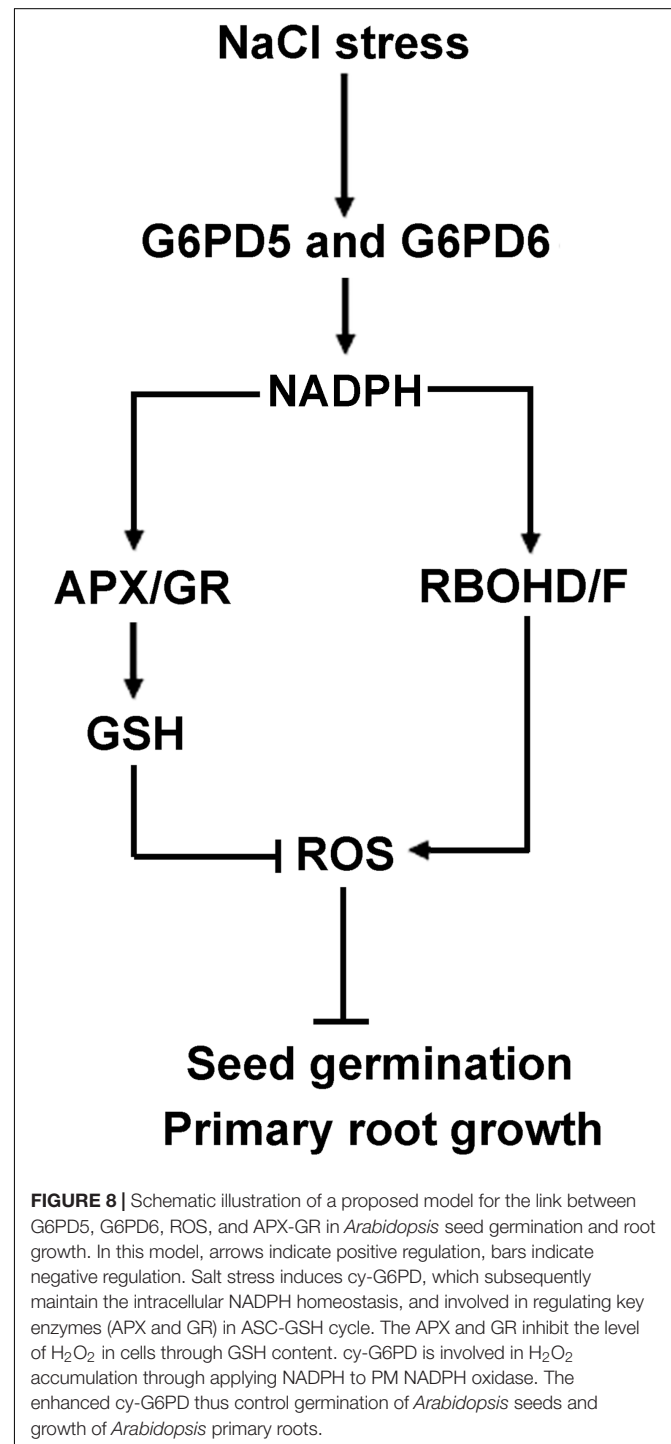 NaCl stress
G6PD5 and G6PD6
NADPH
APX/GR RBOHD/F
GSH
ROS
Seed germination
Primary root growth
FIGURE 8 | Schematic illustration of a proposed model for the link between
G6PD5, G6PD6, ROS, and APX-GR in Arabidopsis seed germination and root
growth. In this model, arrows indicate positive regulation, bars indicate
negative regulation. Salt stress induces cy-G6PD, which subsequently
maintain the intracellular NADPH homeostasis, and involved in regulating key
enzymes (APX and GR) in ASC-GSH cycle. The APX and GR inhibit the level
of H₂O₂ in cells through GSH content. cy-G6PD is involved in H₂O₂
accumulation through applying NADPH to PM NADPH oxidase. The
enhanced cy-G6PD thus control germination of Arabidopsis seeds and
growth of Arabidopsis primary roots.